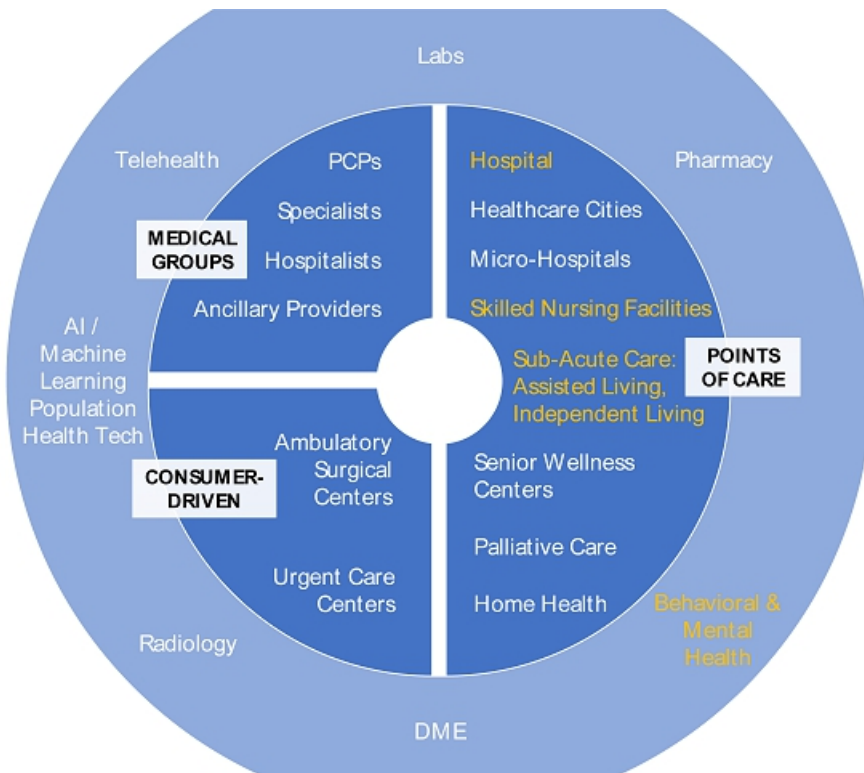 Labs
Telehealth
Pharmacy
MEDICAL
GROUPS
PCPs
Specialists
Hospitalists
Ancillary Providers
Hospital
Healthcare Cities
Micro-Hospitals
Skilled Nursing Facilities
Sub-Acute Care:
Assisted Living,
Independent Living
Senior Wellness
Centers
Palliative Care
Home Health
POINTS
OF CARE
AI /
Machine
Learning
Population
Health Tech
CONSUMER-
DRIVEN
Ambulatory
Surgical
Centers
Urgent Care
Centers
Radiology
Behavioral &
Mental
Health
DME